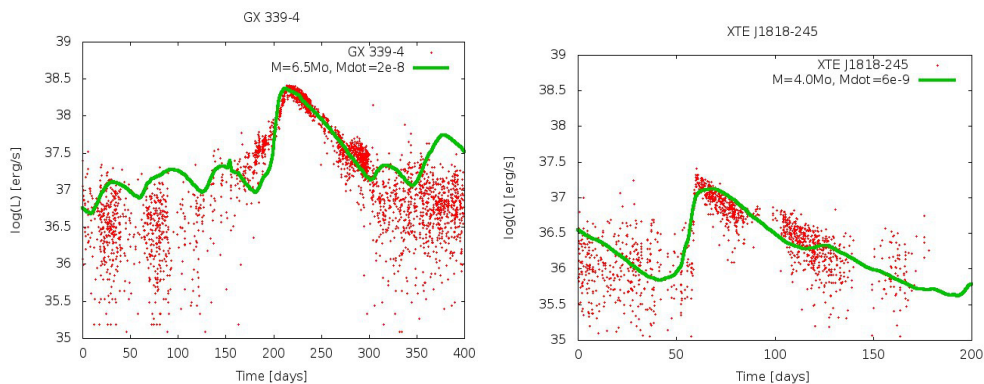 GX 339-4
GX 339-4
M=6.5Mo, Mdot=2e-8
log(L) [erg/s]
39
38.5
38
37.5
37
36.5
36
35.5
35
0 50 100 150 200 250 300 350 400
Time [days]
XTE J1818-245
XTE J1818-245
M=4.0Mo, Mdot=6e-9
log(L) [erg/s]
39
38.5
38
37.5
37
36.5
36
35.5
35
0 50 100 150 200
Time [days]